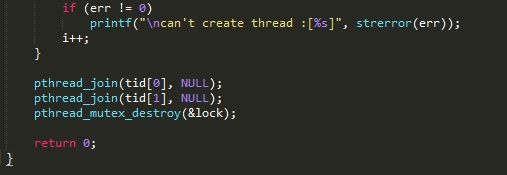 if (err != 0)
printf("\ncan't create thread :[%s]", strerror(err));
i++;
}
pthread_join(tid[0], NULL);
pthread_join(tid[1], NULL);
pthread_mutex_destroy(&lock);
return 0;
}